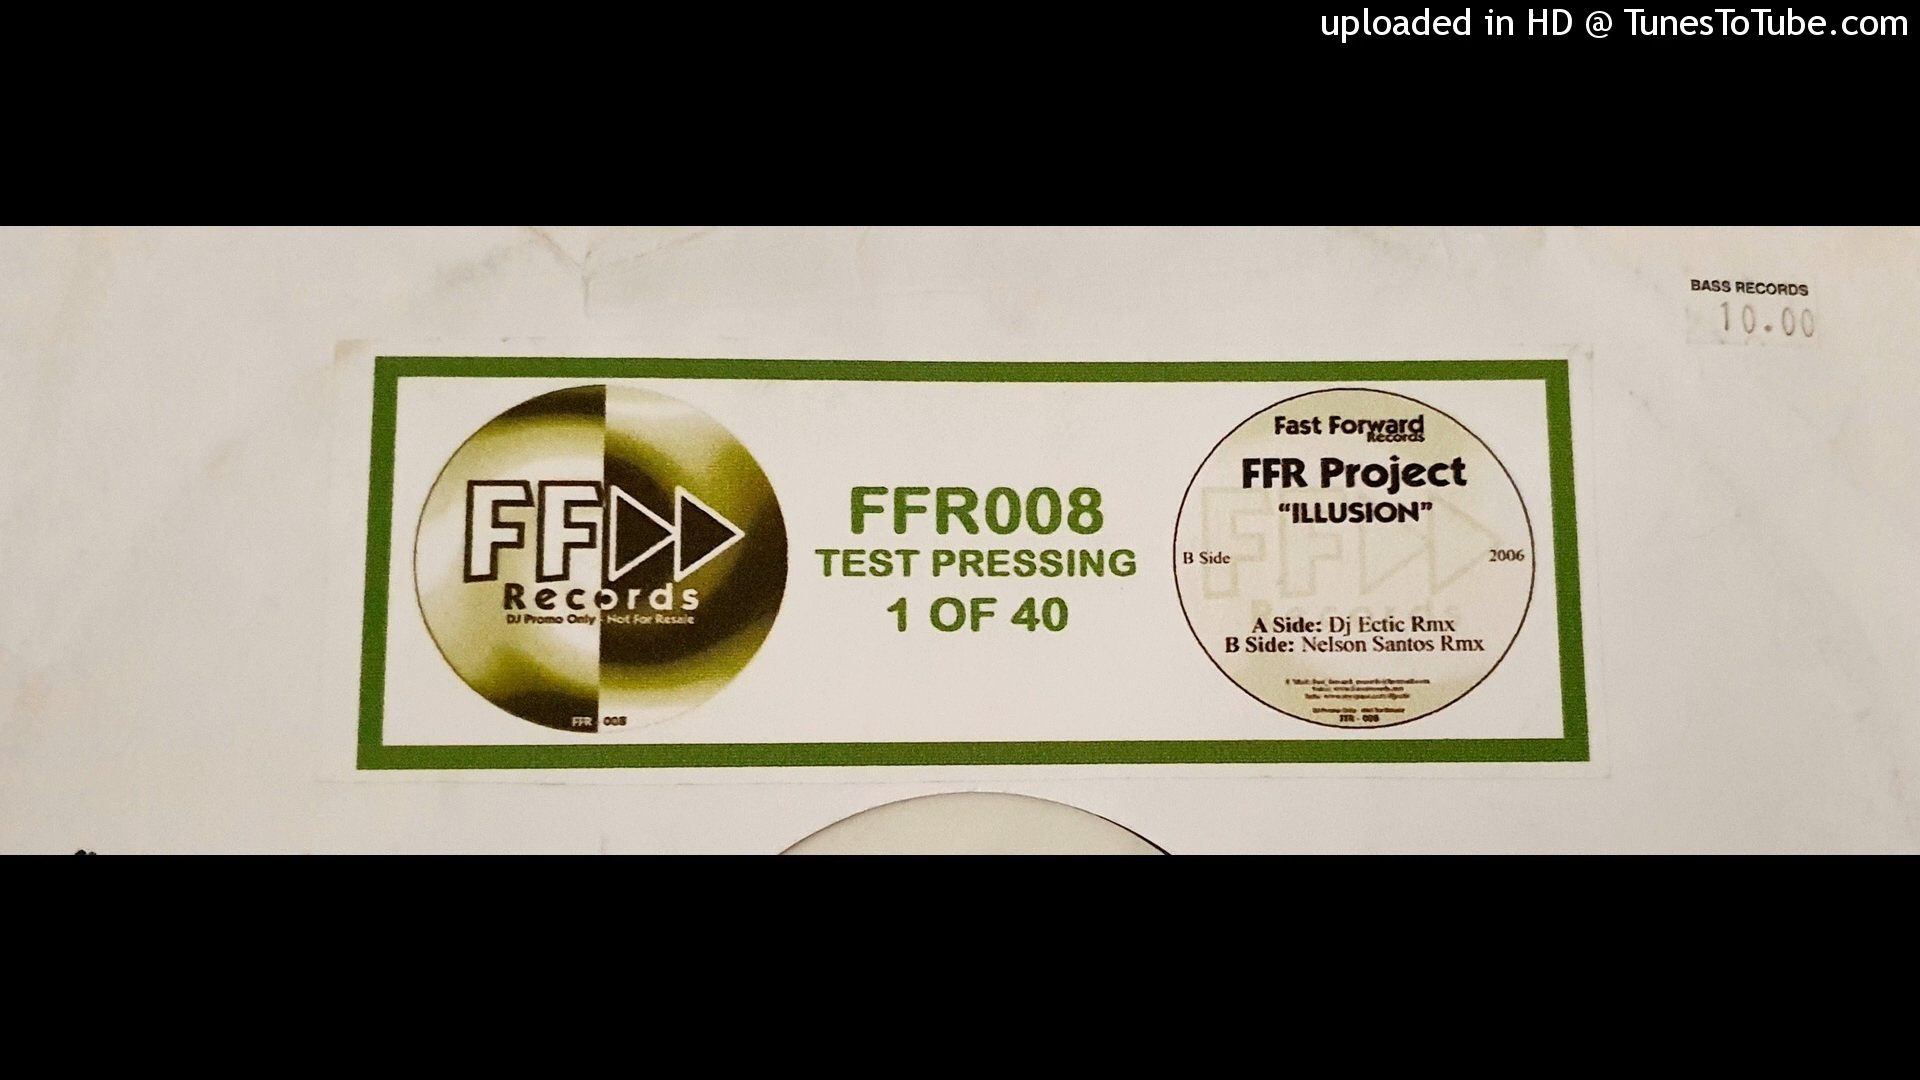 uploaded in HD @ TunesToTube.com
BASS RECORDS
10.00
FF
Records
DJ Promo Only - Not For Resale
FFR - 008
FFR008
TEST PRESSING
1 OF 40
Fast Forward
Records
FFR Project
“ILLUSION”
B Side
2006
FF
Records
A Side: Dj Ectic Rmx
B Side: Nelson Santos Rmx
FFR - 008